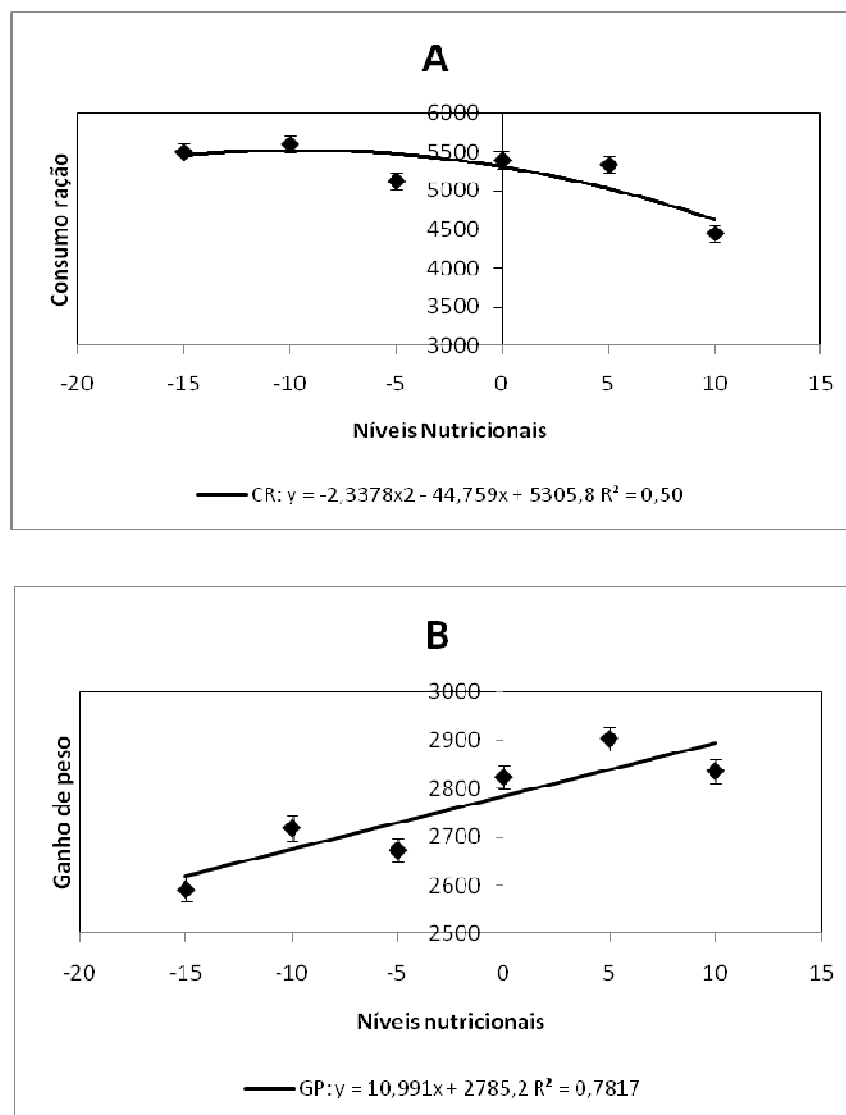 A
6000
5500
5000
4500
4000
3500
3000
Consumo ração
-20 -15 -10 -5 0 5 10 15
Níveis Nutricionais
CR: y = -2,3378x2 - 44,759x + 5305,8 R² = 0,50
B
3000
2900
2800
2700
2600
2500
Ganho de peso
-20 -15 -10 -5 0 5 10 15
Níveis nutricionais
GP: y = 10,991x + 2785,2 R² = 0,7817